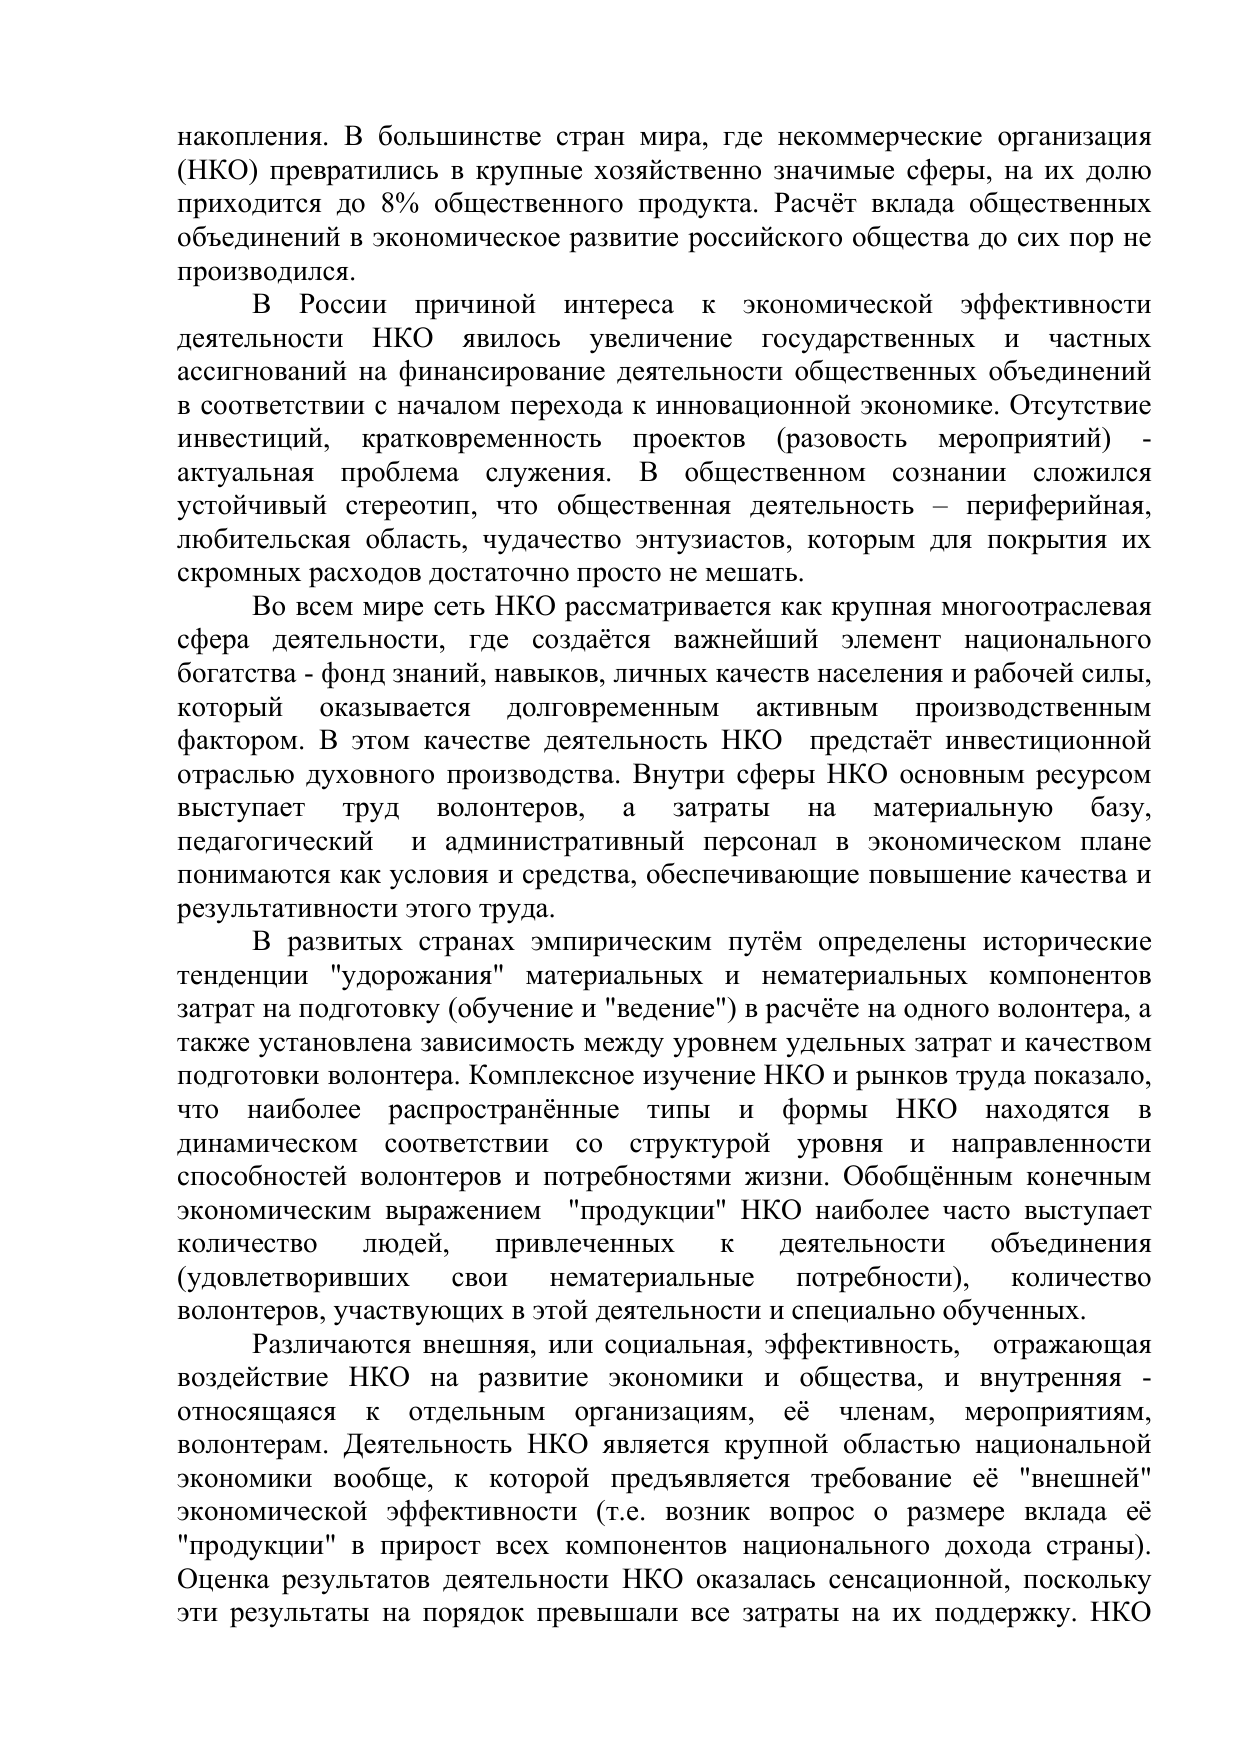 накопления. В большинстве стран мира, где некоммерческие организация
(НКО) превратились в крупные хозяйственно значимые сферы, на их долю
приходится до 8% общественного продукта. Расчёт вклада общественных
объединений в экономическое развитие российского общества до сих пор не
производился.
В России причиной интереса к экономической эффективности
деятельности НКО явилось увеличение государственных и частных
ассигнований на финансирование деятельности общественных объединений
в соответствии с началом перехода к инновационной экономике. Отсутствие
инвестиций, кратковременность проектов (разовость мероприятий) -
актуальная проблема служения. В общественном сознании сложился
устойчивый стереотип, что общественная деятельность – периферийная,
любительская область, чудачество энтузиастов, которым для покрытия их
скромных расходов достаточно просто не мешать.
Во всем мире сеть НКО рассматривается как крупная многоотраслевая
сфера деятельности, где создаётся важнейший элемент национального
богатства - фонд знаний, навыков, личных качеств населения и рабочей силы,
который оказывается долговременным активным производственным
фактором. В этом качестве деятельность НКО предстаёт инвестиционной
отраслью духовного производства. Внутри сферы НКО основным ресурсом
выступает труд волонтеров, а затраты на материальную базу,
педагогический и административный персонал в экономическом плане
понимаются как условия и средства, обеспечивающие повышение качества и
результативности этого труда.
В развитых странах эмпирическим путём определены исторические
тенденции "удорожания" материальных и нематериальных компонентов
затрат на подготовку (обучение и "ведение") в расчёте на одного волонтера, а
также установлена зависимость между уровнем удельных затрат и качеством
подготовки волонтера. Комплексное изучение НКО и рынков труда показало,
что наиболее распространённые типы и формы НКО находятся в
динамическом соответствии со структурой уровня и направленности
способностей волонтеров и потребностями жизни. Обобщённым конечным
экономическим выражением "продукции" НКО наиболее часто выступает
количество людей, привлеченных к деятельности объединения
(удовлетворивших свои нематериальные потребности), количество
волонтеров, участвующих в этой деятельности и специально обученных.
Различаются внешняя, или социальная, эффективность, отражающая
воздействие НКО на развитие экономики и общества, и внутренняя -
относящаяся к отдельным организациям, её членам, мероприятиям,
волонтерам. Деятельность НКО является крупной областью национальной
экономики вообще, к которой предъявляется требование её "внешней"
экономической эффективности (т.е. возник вопрос о размере вклада её
"продукции" в прирост всех компонентов национального дохода страны).
Оценка результатов деятельности НКО оказалась сенсационной, поскольку
эти результаты на порядок превышали все затраты на их поддержку. НКО